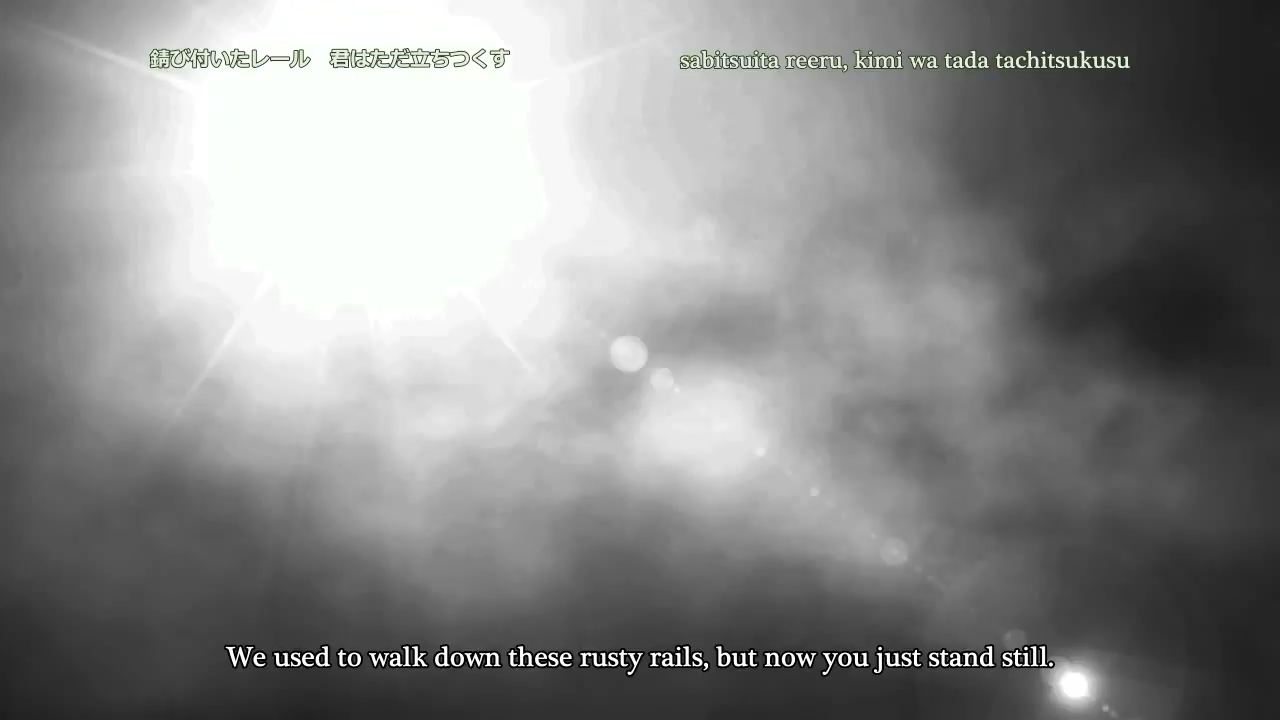 錆び付いたレール　君はただ立ちつくす
sabitsuita reeru, kimi wa tada tachitsukusu
We used to walk down these rusty rails, but now you just stand still.